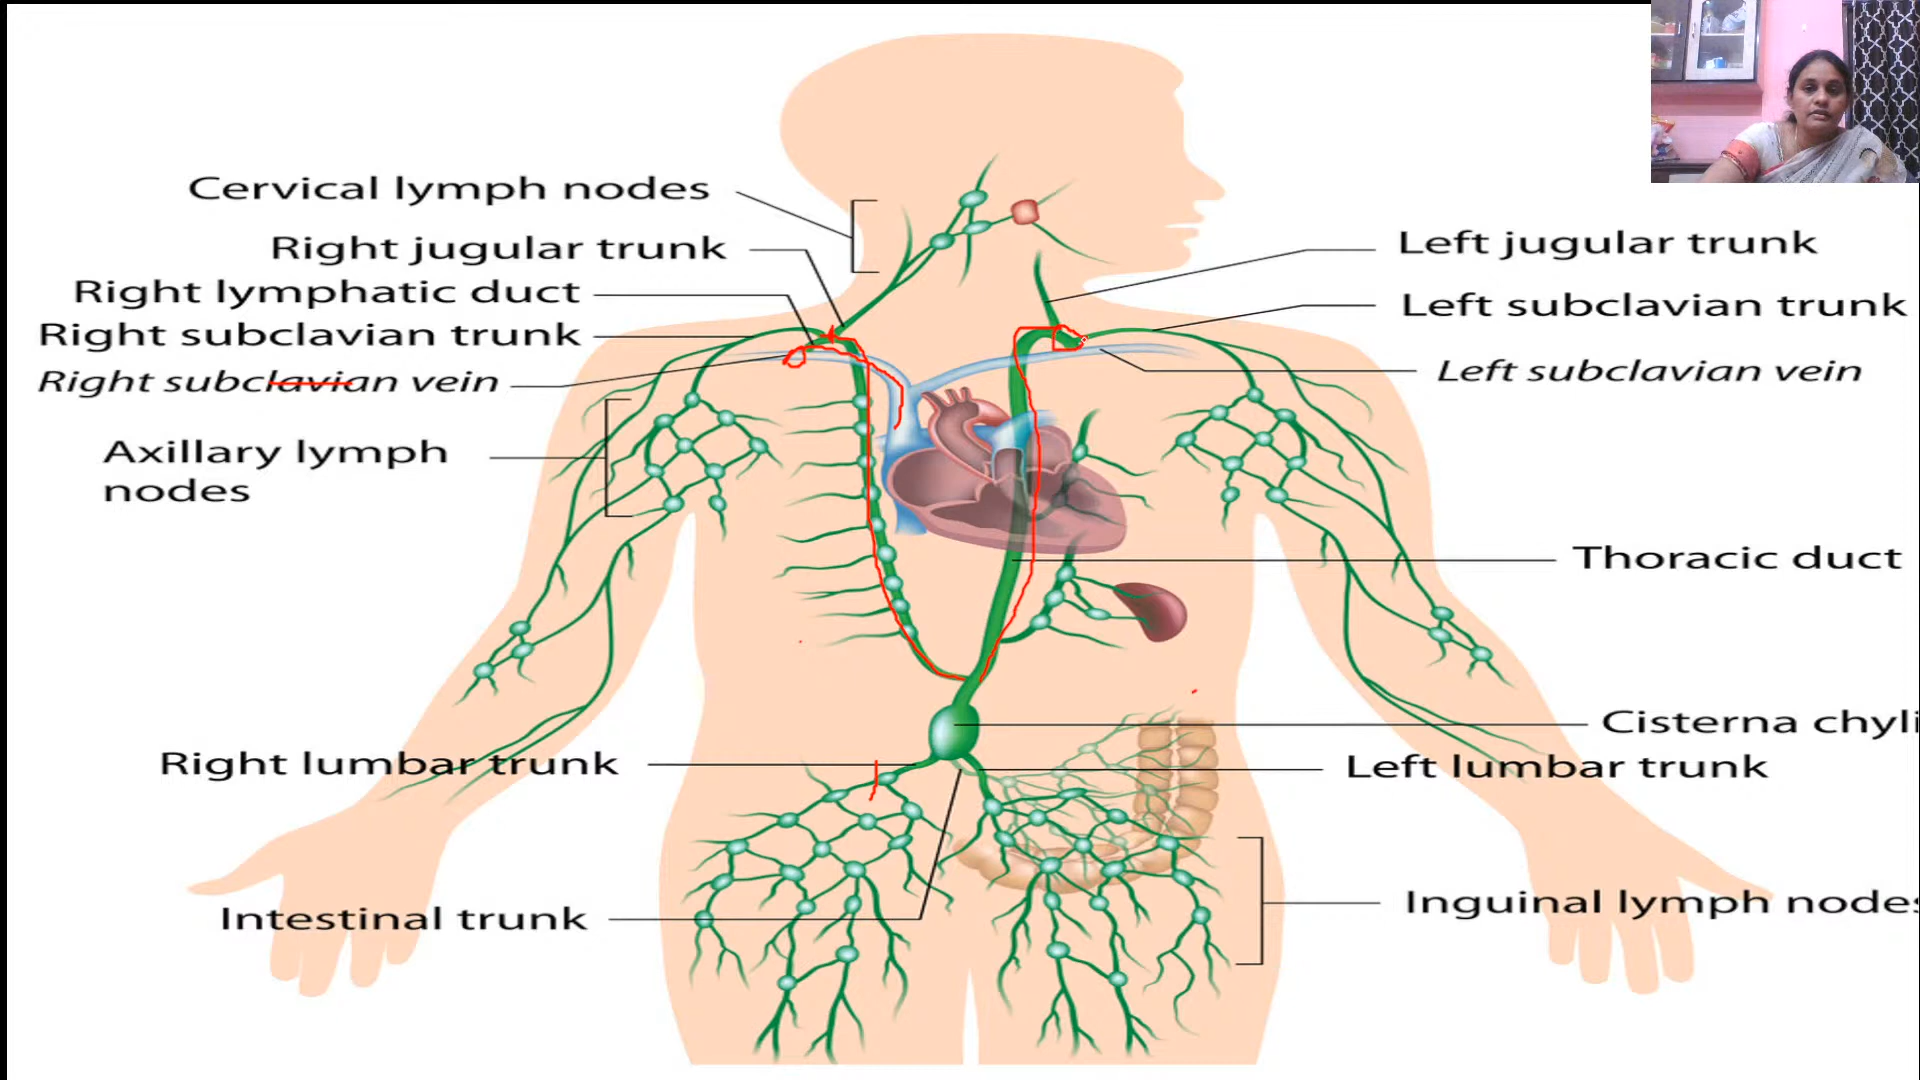 Cervical lymph nodes
Right jugular trunk
Right lymphatic duct
Right subclavian trunk
Right subclavian vein
Axillary lymph
nodes
Right lumbar trunk
Intestinal trunk
Left jugular trunk
Left subclavian trunk
Left subclavian vein
Thoracic duct
Cisterna chyli
Left lumbar trunk
Inguinal lymph nodes